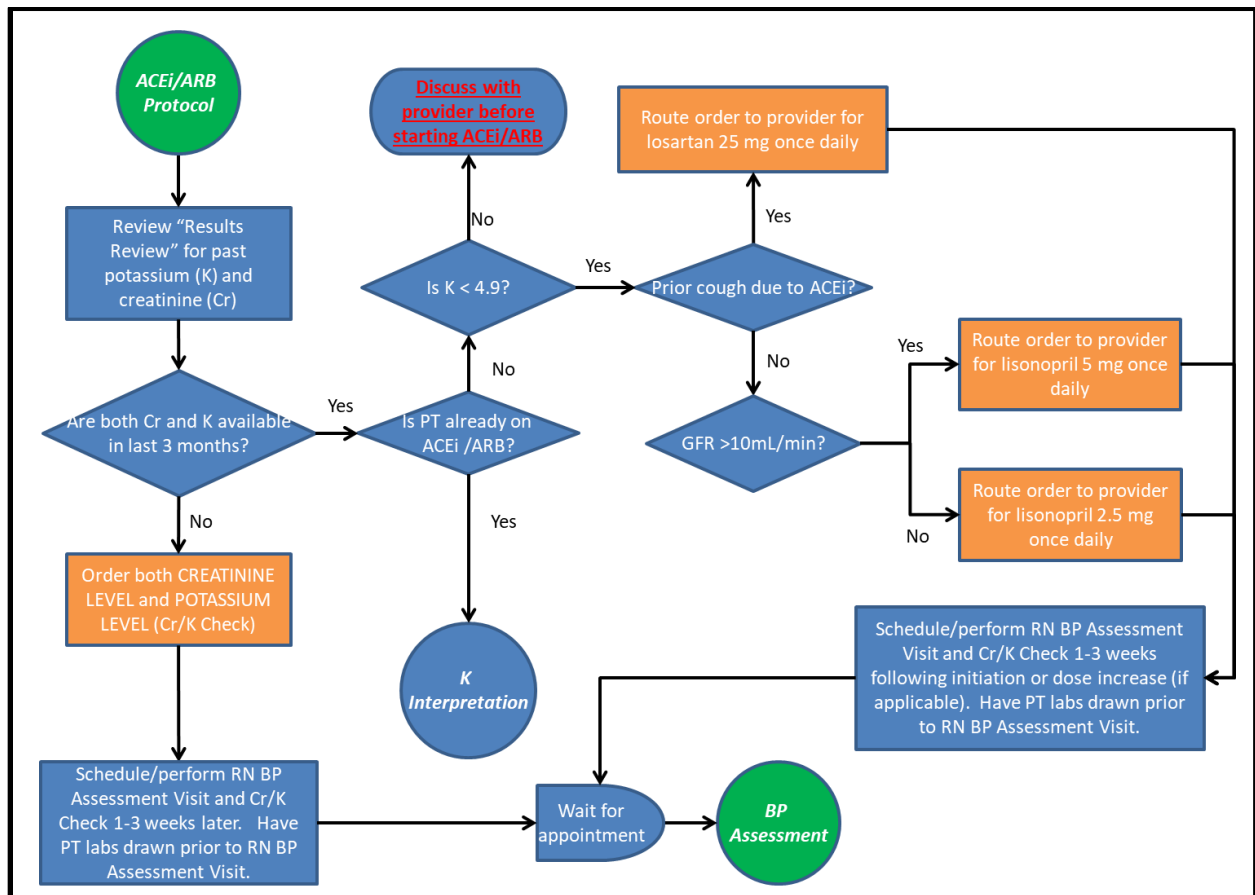 ACEi/ARB
Protocol
Discuss with
provider before
starting ACEi/ARB
Route order to provider for
losartan 25 mg once daily
Review “Results
Review” for past
potassium (K) and
creatinine (Cr)
No
Yes
Is K < 4.9?
Yes
Prior cough due to ACEi?
No
No
Are both Cr and K available
in last 3 months?
Yes
Is PT already on
ACEi /ARB?
GFR >10mL/min?
Yes
Route order to provider
for lisonopril 5 mg once
daily
No
Route order to provider
for lisonopril 2.5 mg
once daily
No
Yes
Order both CREATININE
LEVEL and POTASSIUM
LEVEL (Cr/K Check)
K
Interpretation
Schedule/perform RN BP Assessment
Visit and Cr/K Check 1-3 weeks
following initiation or dose increase (if
applicable).  Have PT labs drawn prior
to RN BP Assessment Visit.
Schedule/perform RN BP
Assessment Visit and Cr/K
Check 1-3 weeks later.   Have
PT labs drawn prior to RN BP
Assessment Visit.
Wait for
appointment
BP
Assessment